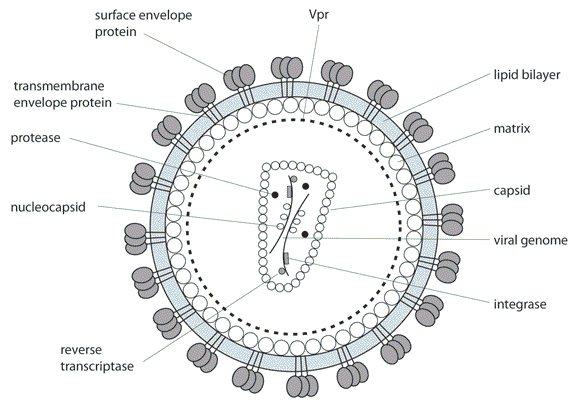 surface envelope
protein
Vpr
transmembrane
envelope protein
lipid bilayer
protease
matrix
capsid
nucleocapsid
viral genome
integrase
reverse
transcriptase